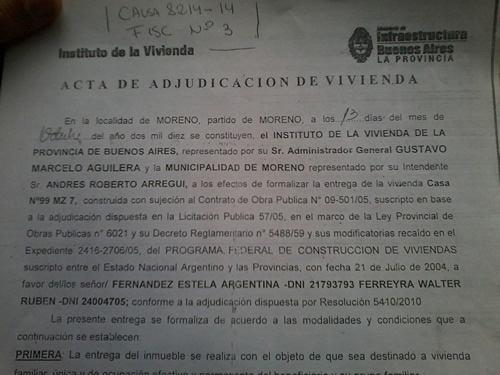 CAUSA 8214-14
FISC Nº 3
Instituto de la Vivienda
Infraestructura
Buenos Aires
LA PROVINCIA
ACTA DE ADJUDICACION DE VIVIENDA
En la localidad de MORENO, partido de MORENO, a los 13 días del mes de
Octubre del año dos mil diez se constituyen, el INSTITUTO DE LA VIVIENDA DE LA
PROVINCIA DE BUENOS AIRES, representado por su Sr. Administrador General GUSTAVO
MARCELO AGUILERA y la MUNICIPALIDAD DE MORENO representado por su Intendente
Sr. ANDRES ROBERTO ARREGUI, a los efectos de formalizar la entrega de la vivienda Casa
Nº99 MZ 7, construida con sujeción al Contrato de Obra Publica N° 09-501/05, suscripto en base
a la adjudicación dispuesta en la Licitación Publica 57/05, en el marco de la Ley Provincial de
Obras Publicas n° 6021 y su Decreto Reglamentario n° 5488/59 y sus modificatorias recaído en el
Expediente 2416-2706/05, del PROGRAMA FEDERAL DE CONSTRUCCION DE VIVIENDAS
suscripto entre el Estado Nacional Argentino y las Provincias, con fecha 21 de Julio de 2004, a
favor del/los señor/ FERNANDEZ ESTELA ARGENTINA -DNI 21793793 FERREYRA WALTER
RUBEN -DNI 24004705; conforme a la adjudicación dispuesta por Resolución 5410/2010
La presente entrega se formaliza de acuerdo a las modalidades y condiciones que a
continuación se establecen
PRIMERA: La entrega del inmueble se realiza con el objeto de que sea destinado a vivienda
familiar, única y de ocupación efectiva y permanente del beneficiario y su grupo familiar